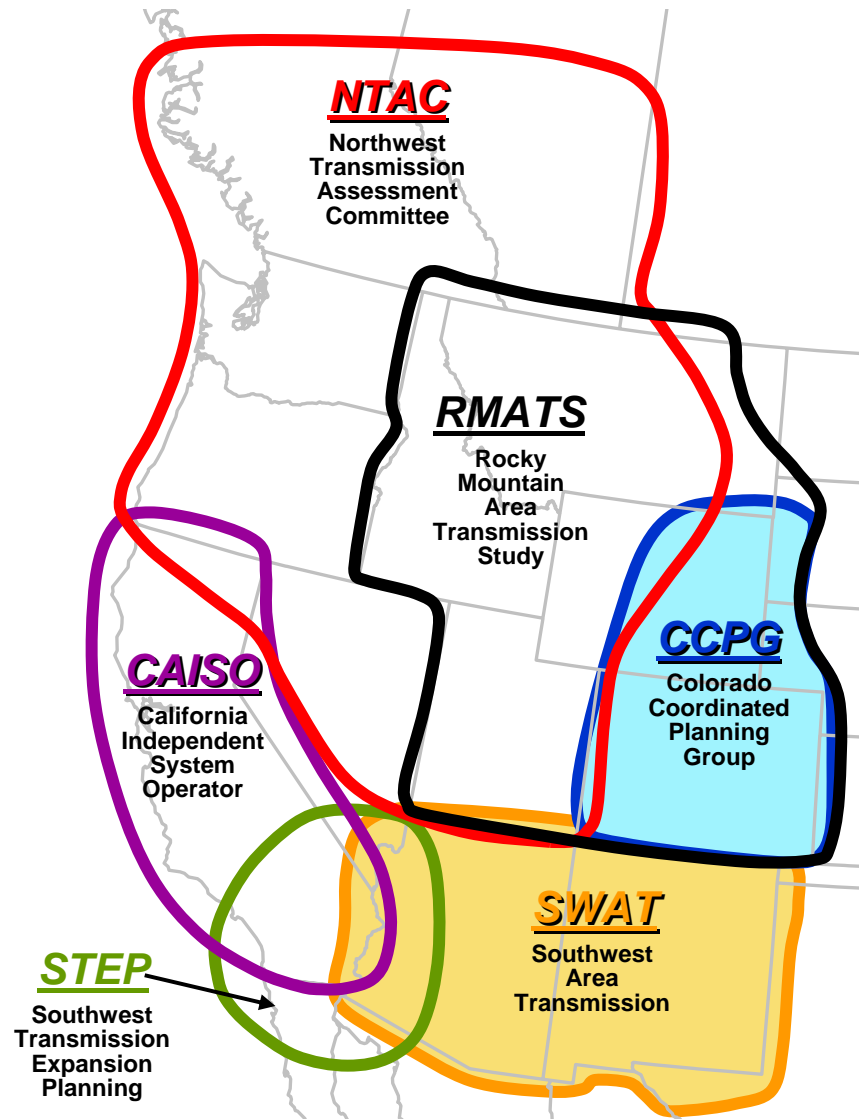 NTAC
Northwest
Transmission
Assessment
Committee
RMATS
Rocky
Mountain
Area
Transmission
Study
CCPG
Colorado
Coordinated
Planning
Group
CAISO
California
Independent
System
Operator
SWAT
Southwest
Area
Transmission
STEP
Southwest
Transmission
Expansion
Planning